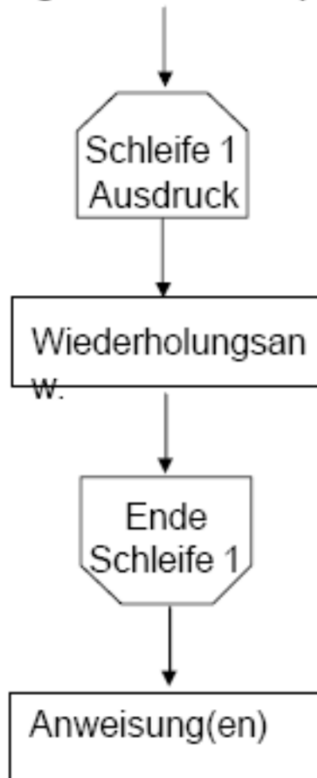 Schleife 1
Ausdruck
Wiederholungsan
w.
Ende
Schleife 1
Anweisung(en)